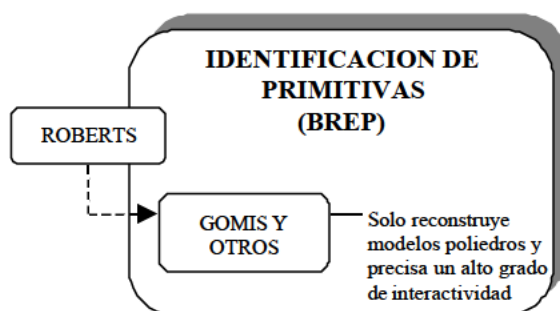 IDENTIFICACION DE
PRIMITIVAS
(BREP)
ROBERTS
GOMIS Y
OTROS
Solo reconstruye
modelos poliedros y
precisa un alto grado
de interactividad